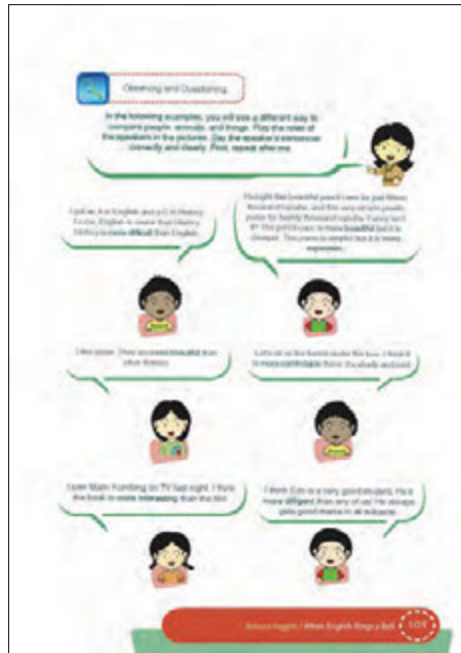 Observing and Questioning
In the following examples, you will see a different way to
compare people, animals, and things. Play the roles of
the speakers in the pictures. Say the speaker's sentences
correctly and clearly. First, repeat after me.
I got an A in English and a C in History.
To me, English is easier than History.
History is more difficult than English.
I bought this beautiful pencil case for just fifteen
thousand rupiahs, and this very simple plastic
purse for twenty thousand rupiahs. Funny isn't
it? The pencil case is more beautiful but it is
cheaper. The purse is simpler but it is more
expensive.
I like roses. They are more beautiful than
other flowers.
Let's sit on the bench under the tree. I think it
is more comfortable there. It's shady and cool.
I saw Malin Kundang on TV last night. I think
the book is more interesting than the film.
I think Edo is a very good student. He is
more diligent than any of us! He always
gets good marks in all subjects.
Bahasa Inggris / When English Rings a Bell